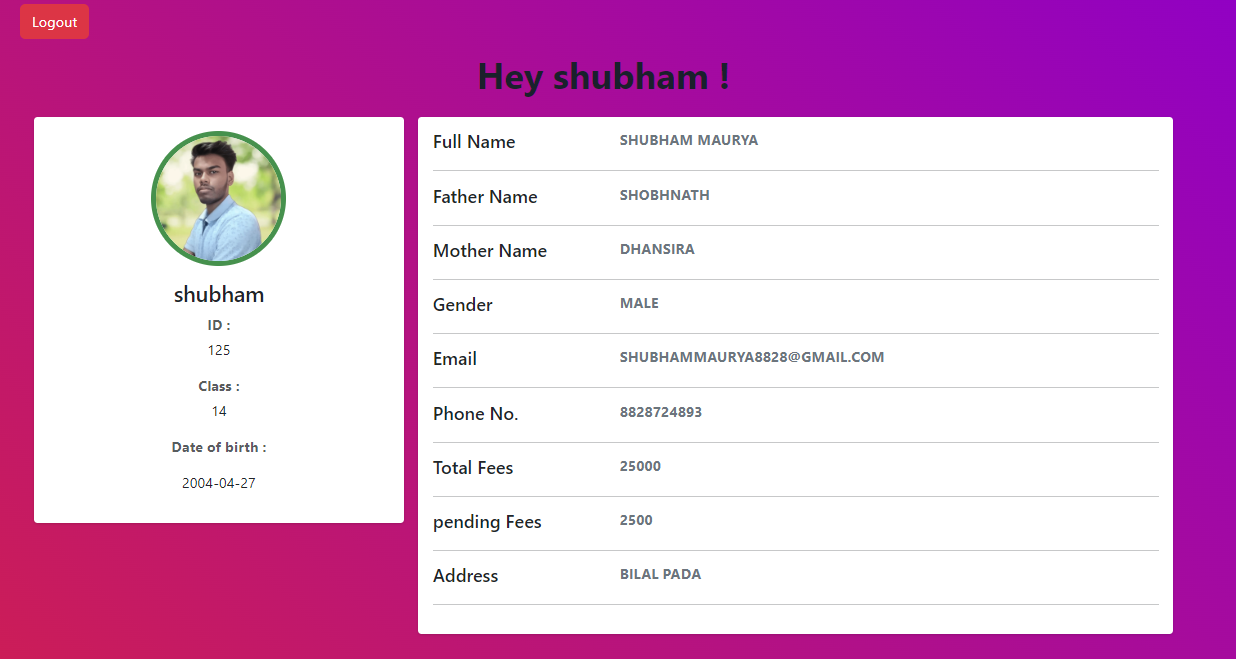 Logout
Hey shubham !
shubham
ID :
125
Class :
14
Date of birth :
2004-04-27
Full Name SHUBHAM MAURYA
Father Name SHOBHNATH
Mother Name DHANSIRA
Gender MALE
Email SHUBHAMMAURYA8828@GMAIL.COM
Phone No. 8828724893
Total Fees 25000
pending Fees 2500
Address BILAL PADA